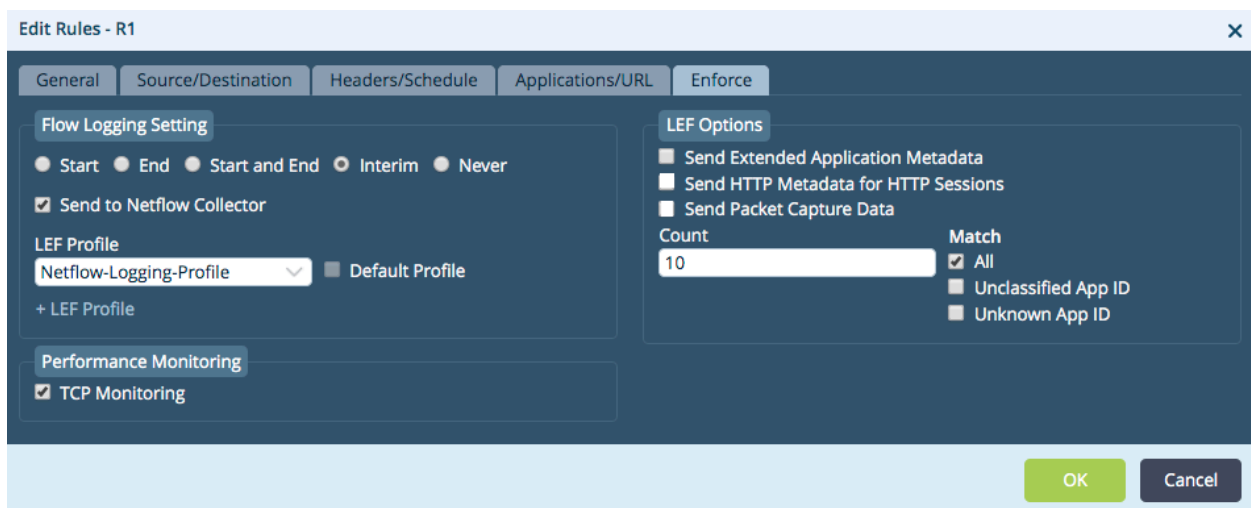 Edit Rules - R1
General Source/Destination Headers/Schedule Applications/URL Enforce
Flow Logging Setting
Start End Start and End Interim Never
Send to Netflow Collector
LEF Profile
Netflow-Logging-Profile Default Profile
+ LEF Profile
Performance Monitoring
TCP Monitoring
LEF Options
Send Extended Application Metadata
Send HTTP Metadata for HTTP Sessions
Send Packet Capture Data
Count Match
10 All
Unclassified App ID
Unknown App ID
OK Cancel